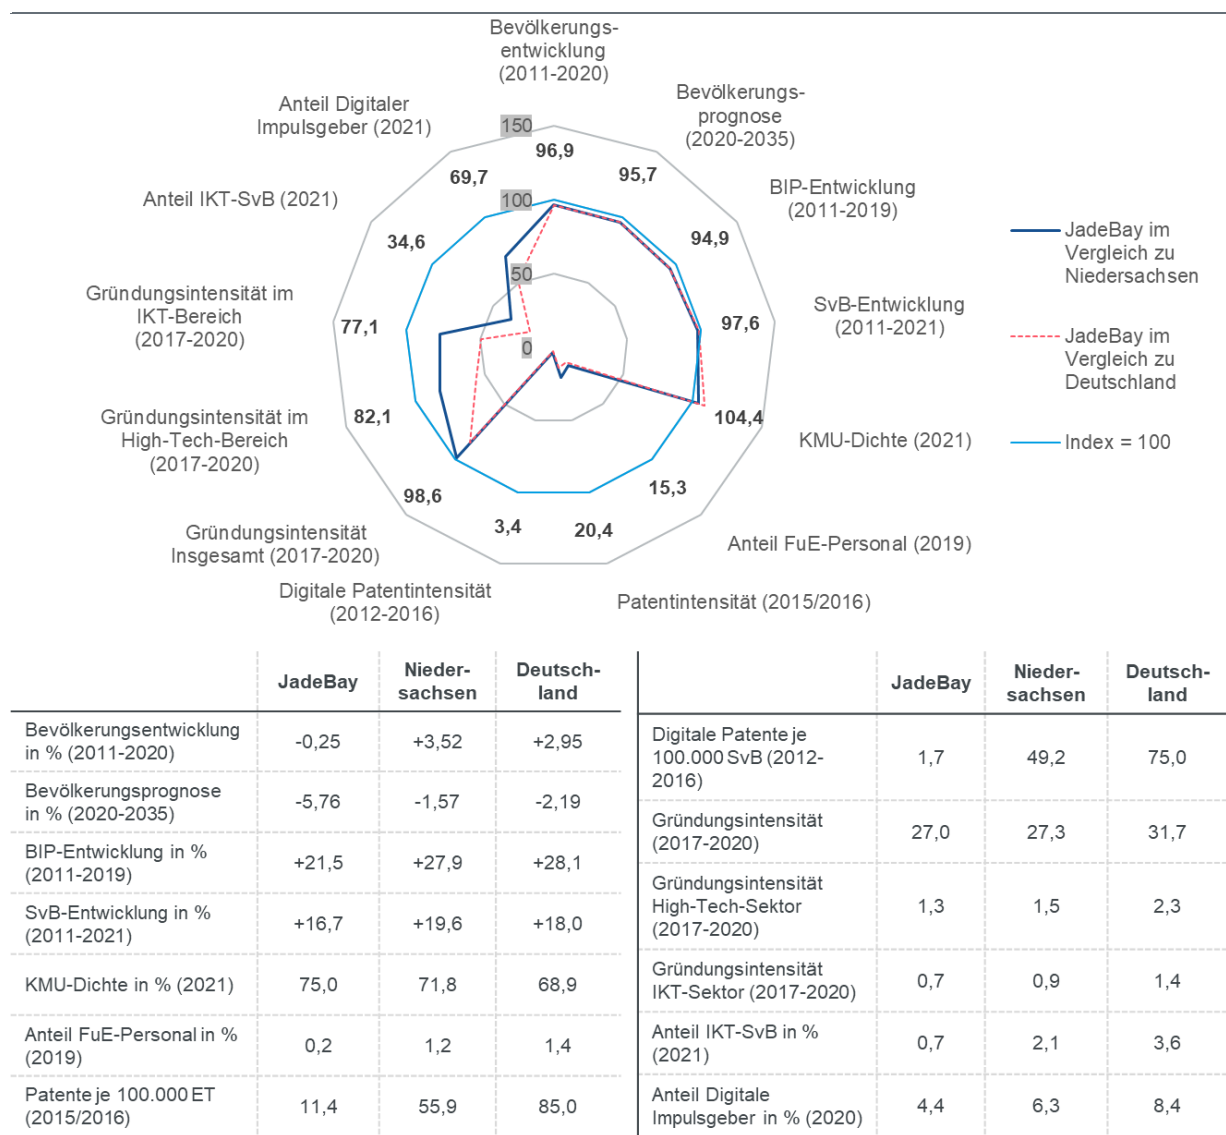 Bevölkerungs-
entwicklung
(2011-2020)
Bevölkerungs-
prognose
(2020-2035)
BIP-Entwicklung
(2011-2019)
SvB-Entwicklung
(2011-2021)
KMU-Dichte (2021)
Anteil FuE-Personal (2019)
Patentintensität (2015/2016)
Digitale Patentintensität
(2012-2016)
Gründungsintensität
Insgesamt (2017-2020)
Gründungsintensität im
High-Tech-Bereich
(2017-2020)
Gründungsintensität im
IKT-Bereich
(2017-2020)
Anteil IKT-SvB (2021)
Anteil Digitaler
Impulsgeber (2021)
150
100
50
0
96,9
95,7
94,9
97,6
104,4
15,3
20,4
3,4
98,6
82,1
77,1
34,6
69,7
JadeBay im
Vergleich zu
Niedersachsen
JadeBay im
Vergleich zu
Deutschland
Index = 100
JadeBay
Nieder-
sachsen
Deutsch-
land
Bevölkerungsentwicklung
in % (2011-2020)
-0,25
+3,52
+2,95
Bevölkerungsprognose
in % (2020-2035)
-5,76
-1,57
-2,19
BIP-Entwicklung in %
(2011-2019)
+21,5
+27,9
+28,1
SvB-Entwicklung in %
(2011-2021)
+16,7
+19,6
+18,0
KMU-Dichte in % (2021)
75,0
71,8
68,9
Anteil FuE-Personal in %
(2019)
0,2
1,2
1,4
Patente je 100.000 ET
(2015/2016)
11,4
55,9
85,0
JadeBay
Nieder-
sachsen
Deutsch-
land
Digitale Patente je
100.000 SvB (2012-
2016)
1,7
49,2
75,0
Gründungsintensität
(2017-2020)
27,0
27,3
31,7
Gründungsintensität
High-Tech-Sektor
(2017-2020)
1,3
1,5
2,3
Gründungsintensität
IKT-Sektor (2017-2020)
0,7
0,9
1,4
Anteil IKT-SvB in %
(2021)
0,7
2,1
3,6
Anteil Digitale
Impulsgeber in % (2020)
4,4
6,3
8,4